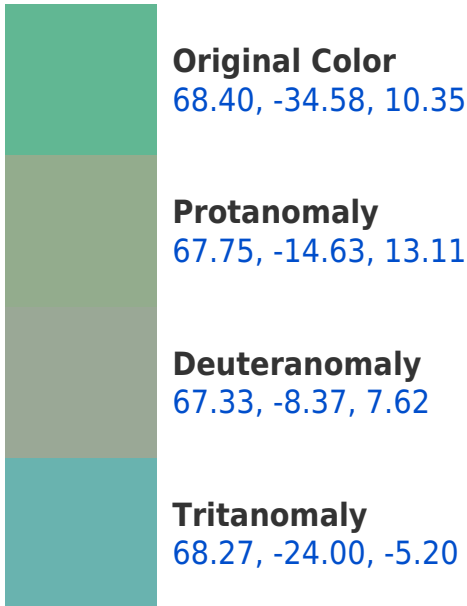 Original Color
68.40, -34.58, 10.35
Protanomaly
67.75, -14.63, 13.11
Deuteranomaly
67.33, -8.37, 7.62
Tritanomaly
68.27, -24.00, -5.20